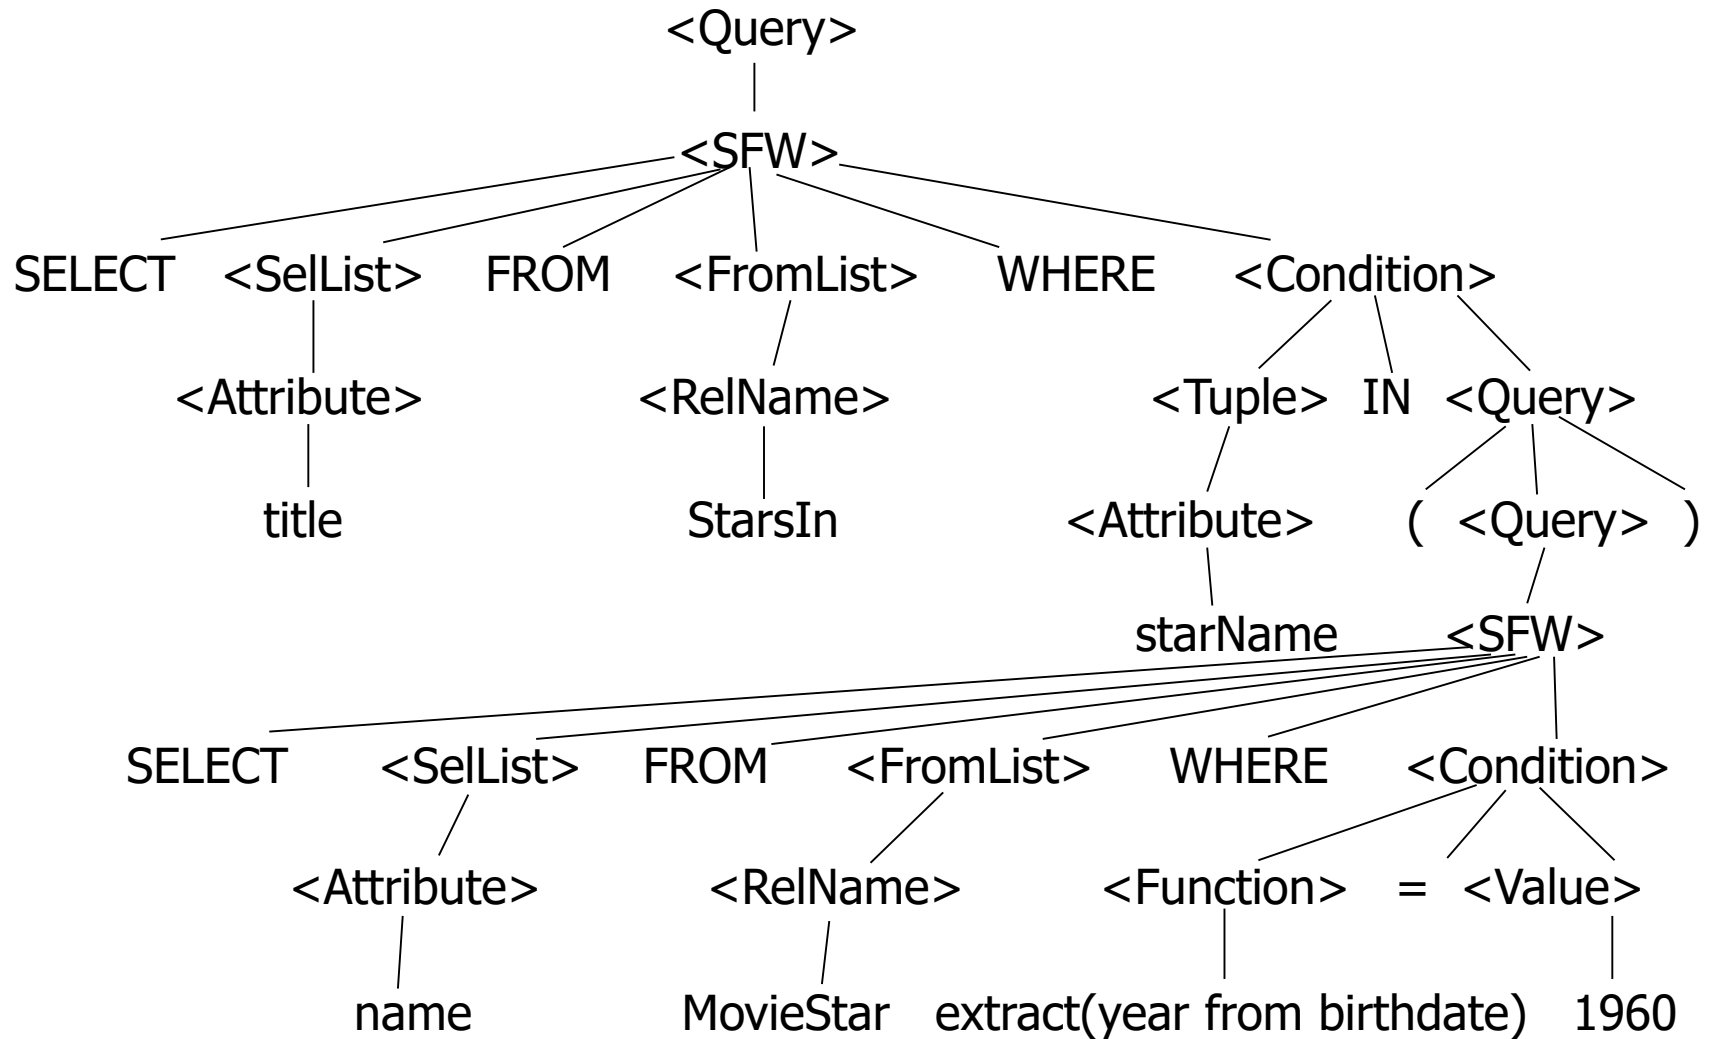 <Query>
<SFW>
SELECT <SelList> FROM <FromList> WHERE <Condition>
<Attribute> <RelName> <Tuple> IN <Query>
title StarsIn <Attribute> ( <Query> )
starName <SFW>
SELECT <SelList> FROM <FromList> WHERE <Condition>
<Attribute> <RelName> <Function> = <Value>
name MovieStar extract(year from birthdate) 1960